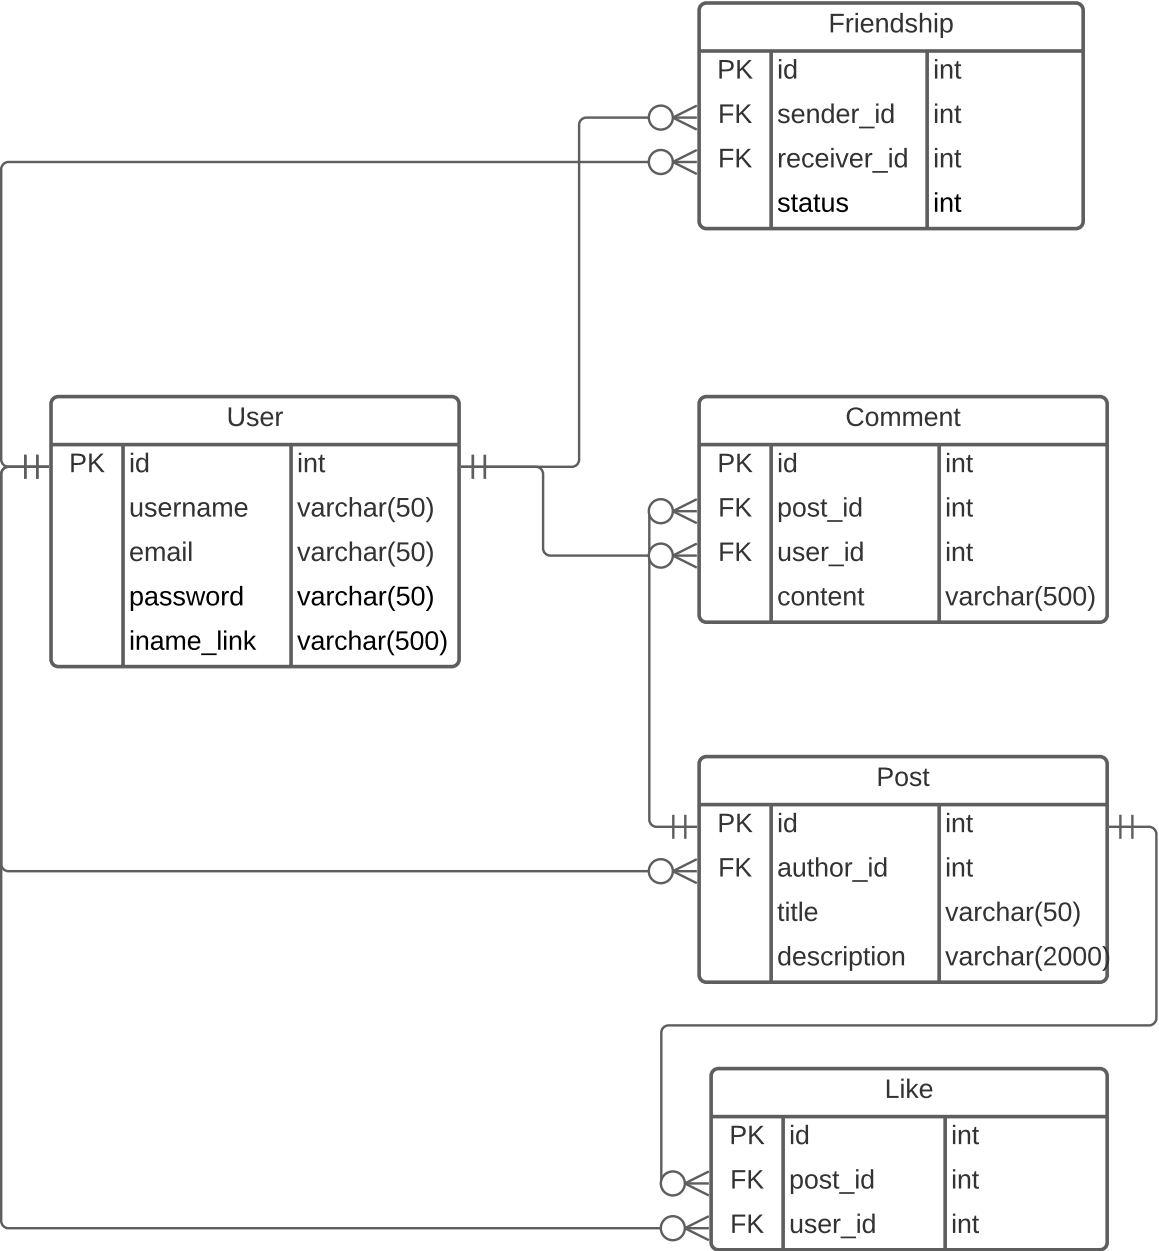 Friendship
PK id int
FK sender_id int
FK receiver_id int
status int
User
PK id int
username varchar(50)
email varchar(50)
password varchar(50)
iname_link varchar(500)
Comment
PK id int
FK post_id int
FK user_id int
content varchar(500)
Post
PK id int
FK author_id int
title varchar(50)
description varchar(2000)
Like
PK id int
FK post_id int
FK user_id int